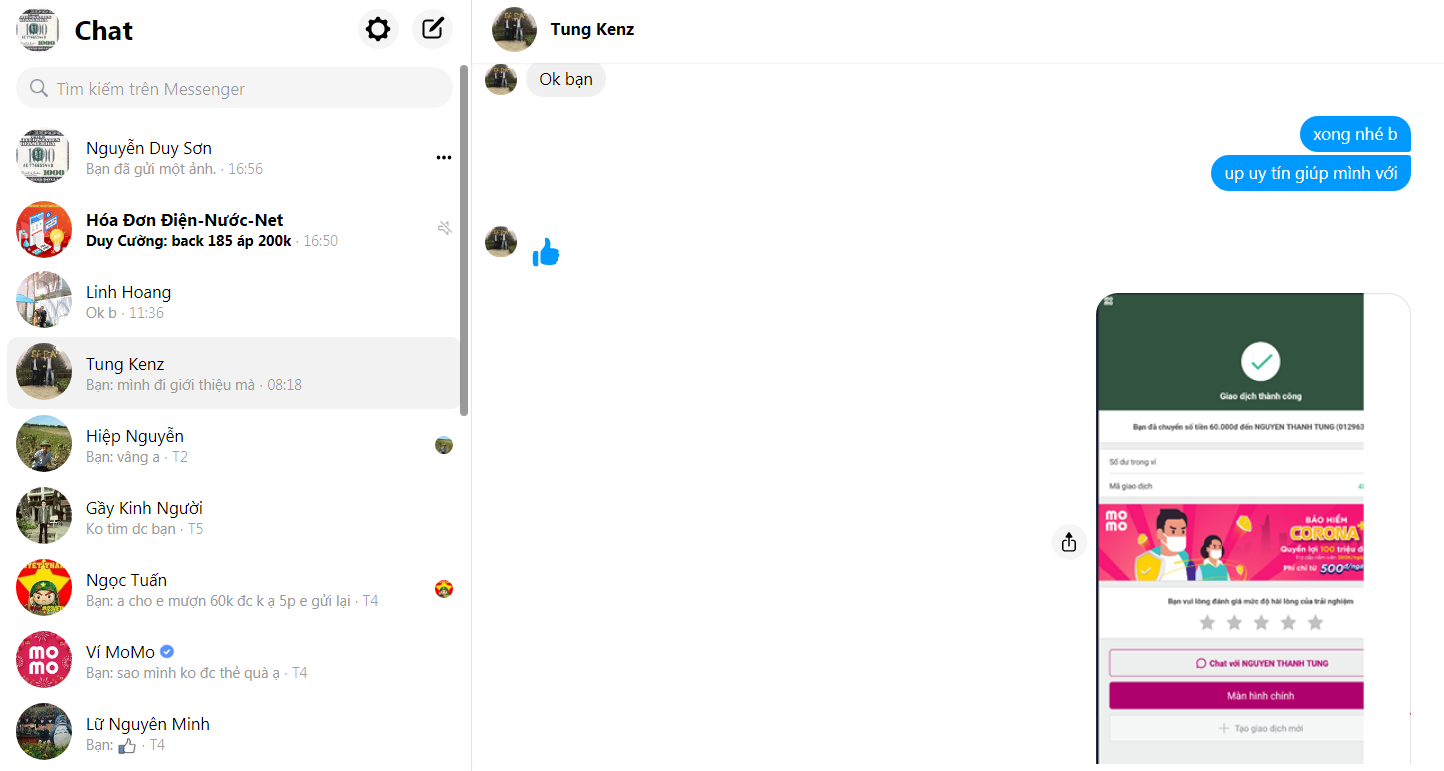 Chat
Tìm kiếm trên Messenger
Nguyễn Duy Sơn
Bạn đã gửi một ảnh. · 16:56
Hóa Đơn Điện-Nước-Net
Duy Cường: back 185 áp 200k · 16:50
Linh Hoang
Ok b · 11:36
Tung Kenz
Bạn: mình đi giới thiệu mà · 08:18
Hiệp Nguyễn
Bạn: vâng a · T2
Gầy Kinh Người
Ko tìm dc bạn · T5
Ngọc Tuấn
Bạn: a cho e mượn 60k đc k ạ 5p e gửi lại · T4
Ví MoMo
Bạn: sao mình ko đc thẻ quà ạ · T4
Lữ Nguyên Minh
Bạn: · T4
Tung Kenz
Ok bạn
xong nhé b
up uy tín giúp mình với
Giao dịch thành công
Bạn đã chuyển số tiền 60.000đ đến NGUYEN THANH TUNG (012963
Số dư trong ví
Mã giao dịch
mo
mo
BẢO HIỂM
CORONA+
Quyền lợi 100 triệu đ
Phí chỉ từ 500đ/ngà
Bạn vui lòng đánh giá mức độ hài lòng của trải nghiệm
Chat với NGUYEN THANH TUNG
Màn hình chính
Tạo giao dịch mới